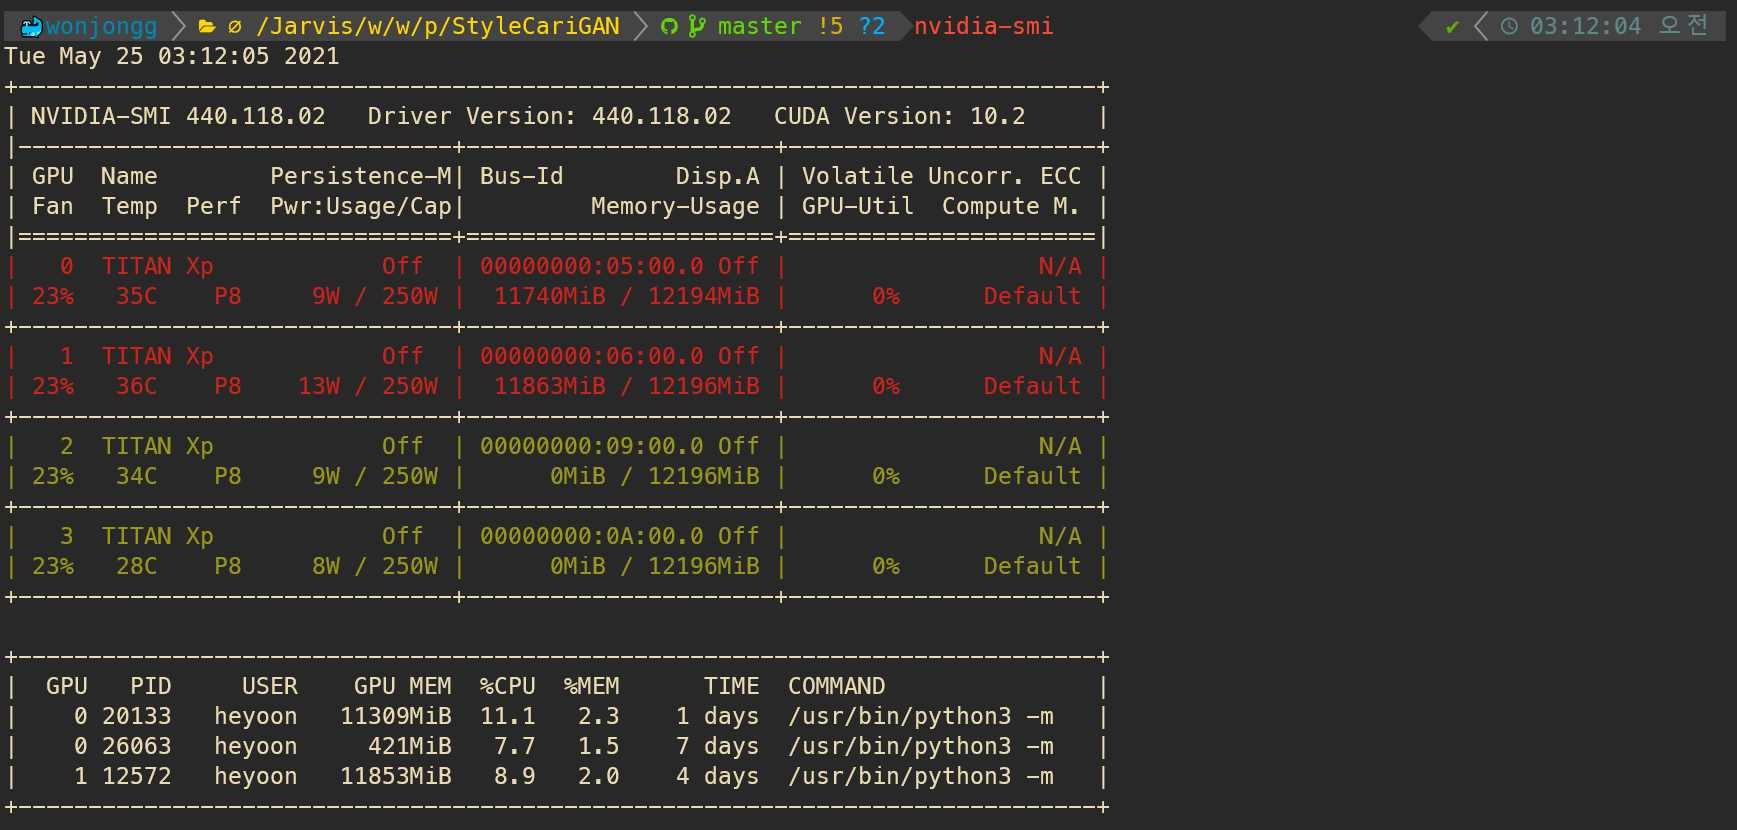 wonjongg /Jarvis/w/w/p/StyleCariGAN master !5 ?2 nvidia-smi ✔ 03:12:04 오전
Tue May 25 03:12:05 2021
+-----------------------------------------------------------------------------+
| NVIDIA-SMI 440.118.02   Driver Version: 440.118.02   CUDA Version: 10.2     |
|-------------------------------+----------------------+----------------------+
| GPU  Name        Persistence-M| Bus-Id        Disp.A | Volatile Uncorr. ECC |
| Fan  Temp  Perf  Pwr:Usage/Cap|         Memory-Usage | GPU-Util  Compute M. |
|===============================+======================+======================|
|   0  TITAN Xp            Off  | 00000000:05:00.0 Off |                  N/A |
| 23%   35C    P8     9W / 250W |  11740MiB / 12194MiB |      0%      Default |
+-------------------------------+----------------------+----------------------+
|   1  TITAN Xp            Off  | 00000000:06:00.0 Off |                  N/A |
| 23%   36C    P8    13W / 250W |  11863MiB / 12196MiB |      0%      Default |
+-------------------------------+----------------------+----------------------+
|   2  TITAN Xp            Off  | 00000000:09:00.0 Off |                  N/A |
| 23%   34C    P8     9W / 250W |      0MiB / 12196MiB |      0%      Default |
+-------------------------------+----------------------+----------------------+
|   3  TITAN Xp            Off  | 00000000:0A:00.0 Off |                  N/A |
| 23%   28C    P8     8W / 250W |      0MiB / 12196MiB |      0%      Default |
+-------------------------------+----------------------+----------------------+
+-----------------------------------------------------------------------------+
|  GPU   PID     USER    GPU MEM  %CPU  %MEM      TIME  COMMAND               |
|    0 20133   heyoon   11309MiB  11.1   2.3    1 days  /usr/bin/python3 -m   |
|    0 26063   heyoon     421MiB   7.7   1.5    7 days  /usr/bin/python3 -m   |
|    1 12572   heyoon   11853MiB   8.9   2.0    4 days  /usr/bin/python3 -m   |
+-----------------------------------------------------------------------------+